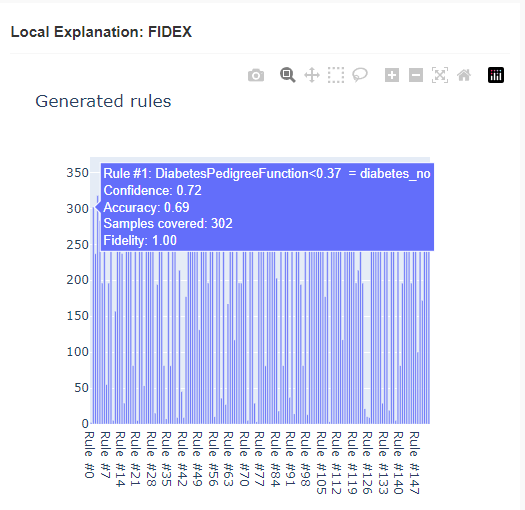 Local Explanation: FIDEX
Generated rules
Rule #1: DiabetesPedigreeFunction<0.37 = diabetes_no
Confidence: 0.72
Accuracy: 0.69
Samples covered: 302
Fidelity: 1.00
350
300
250
200
150
100
50
0
Rule #0
Rule #7
Rule #14
Rule #21
Rule #28
Rule #35
Rule #42
Rule #49
Rule #56
Rule #63
Rule #70
Rule #77
Rule #84
Rule #91
Rule #98
Rule #105
Rule #112
Rule #119
Rule #126
Rule #133
Rule #140
Rule #147